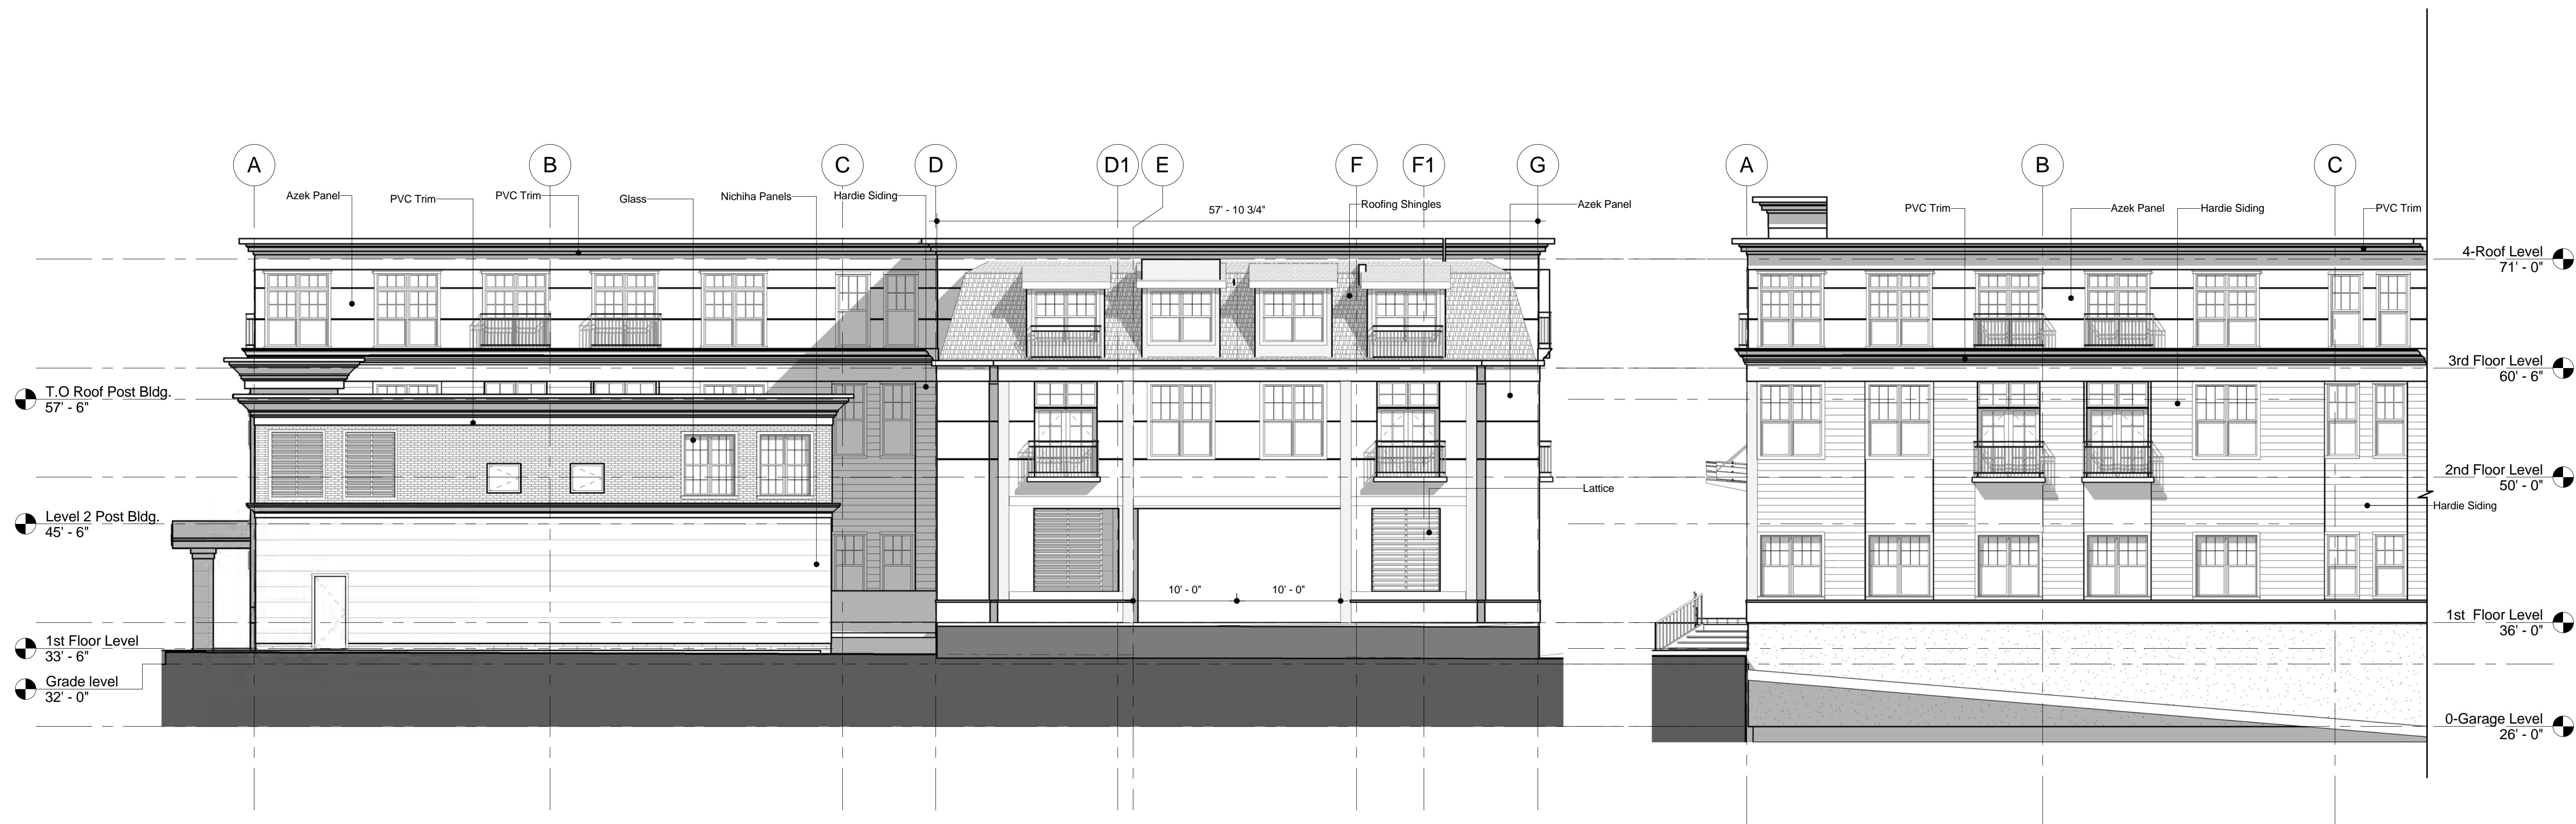 A
B
C
D
D1
E
F
F1
G
A
B
C
Azek Panel
PVC Trim
PVC Trim
Glass
Nichiha Panels
Hardie Siding
57' - 10 3/4"
Roofing Shingles
Azek Panel
PVC Trim
Azek Panel
Hardie Siding
PVC Trim
4-Roof Level
71' - 0"
3rd Floor Level
60' - 6"
T.O Roof Post Bldg.
57' - 6"
2nd Floor Level
50' - 0"
Lattice
Hardie Siding
Level 2 Post Bldg.
45' - 6"
10' - 0"
10' - 0"
1st Floor Level
36' - 0"
1st Floor Level
33' - 6"
Grade level
32' - 0"
0-Garage Level
26' - 0"